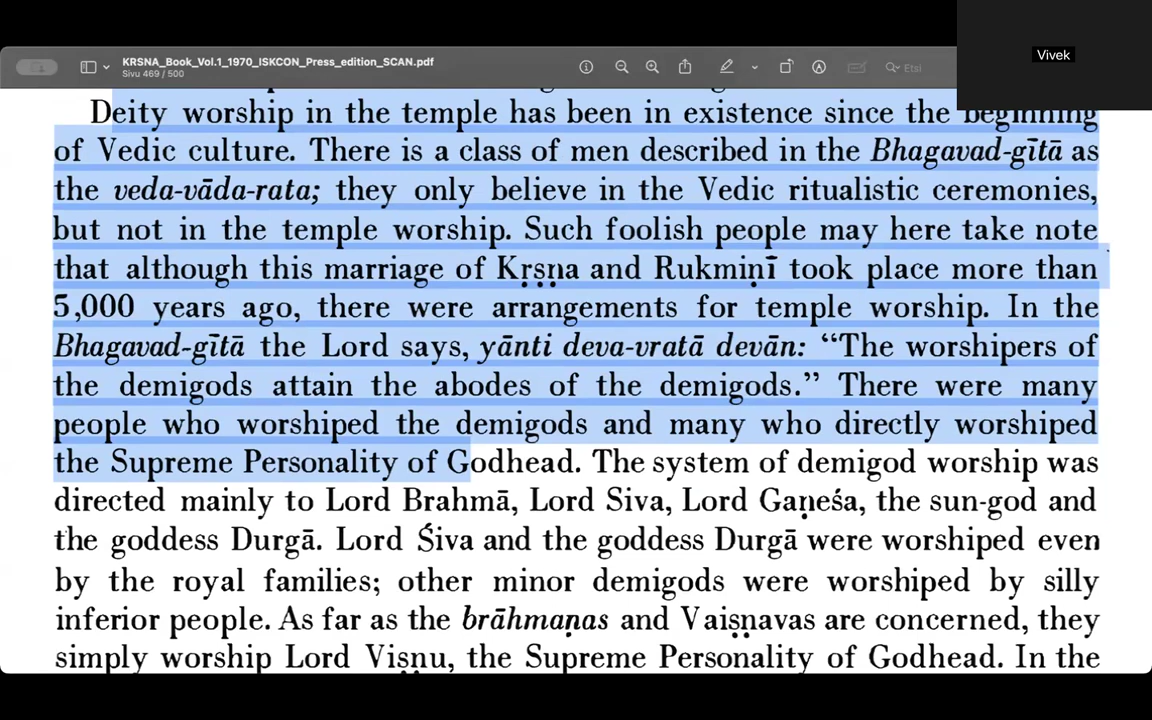 KRSNA_Book_Vol.1_1970_ISKCON_Press_edition_SCAN.pdf
Sivu 469 / 500
Etsi
Vivek
Deity worship in the temple has been in existence since the beginning
of Vedic culture. There is a class of men described in the Bhagavad-gītā as
the veda-vāda-rata; they only believe in the Vedic ritualistic ceremonies,
but not in the temple worship. Such foolish people may here take note
that although this marriage of Kṛṣṇa and Rukmiṇī took place more than
5,000 years ago, there were arrangements for temple worship. In the
Bhagavad-gītā the Lord says, yānti deva-vratā devān: “The worshipers of
the demigods attain the abodes of the demigods.” There were many
people who worshiped the demigods and many who directly worshiped
the Supreme Personality of Godhead. The system of demigod worship was
directed mainly to Lord Brahmā, Lord Siva, Lord Gaṇeśa, the sun-god and
the goddess Durgā. Lord Śiva and the goddess Durgā were worshiped even
by the royal families; other minor demigods were worshiped by silly
inferior people. As far as the brāhmaṇas and Vaiṣṇavas are concerned, they
simply worship Lord Viṣṇu, the Supreme Personality of Godhead. In the